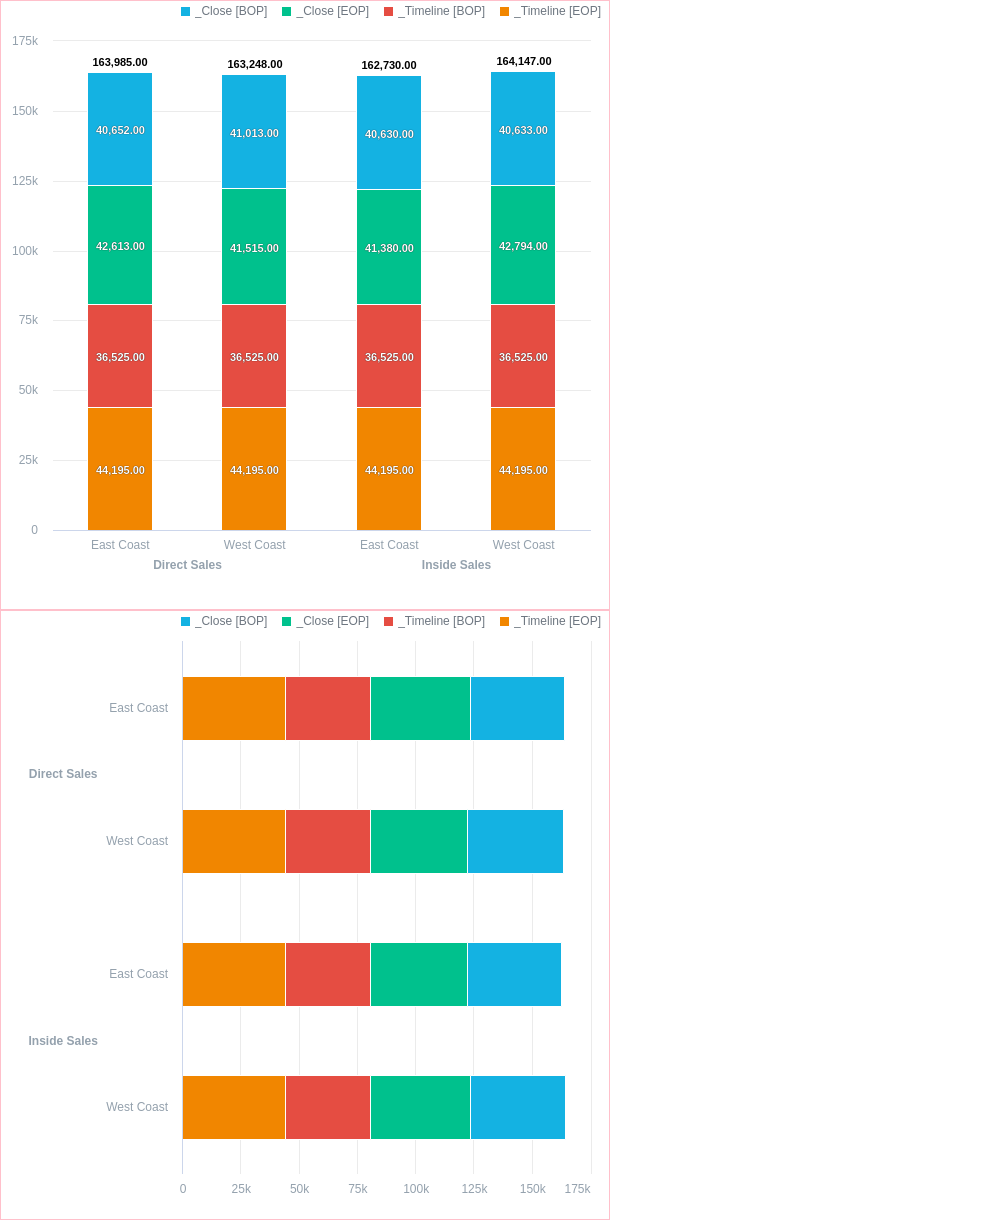 _Close [BOP] _Close [EOP] _Timeline [BOP] _Timeline [EOP]
175k
163,985.00 163,248.00 162,730.00 164,147.00
150k
40,652.00 41,013.00 40,630.00 40,633.00
125k
42,613.00 41,515.00 41,380.00 42,794.00
100k
75k
36,525.00 36,525.00 36,525.00 36,525.00
50k
44,195.00 44,195.00 44,195.00 44,195.00
25k
0
East Coast West Coast East Coast West Coast
Direct Sales Inside Sales
_Close [BOP] _Close [EOP] _Timeline [BOP] _Timeline [EOP]
East Coast
Direct Sales
West Coast
East Coast
Inside Sales
West Coast
0 25k 50k 75k 100k 125k 150k 175k